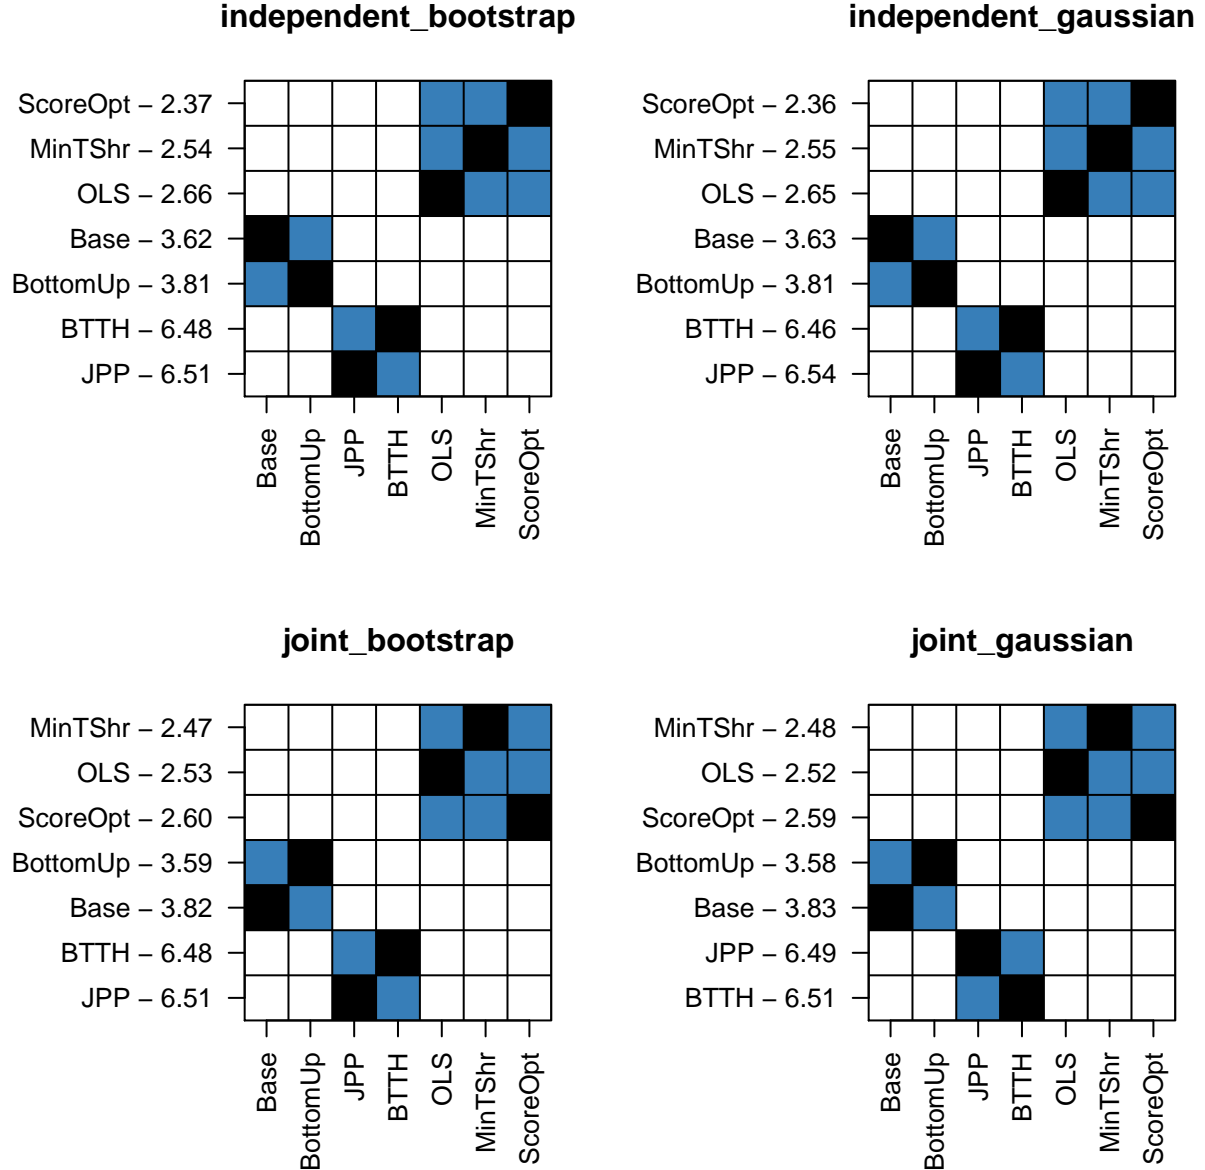 independent_bootstrap
ScoreOpt – 2.37
MinTShr – 2.54
OLS – 2.66
Base – 3.62
BottomUp – 3.81
BTTH – 6.48
JPP – 6.51
Base
BottomUp
JPP
BTTH
OLS
MinTShr
ScoreOpt
independent_gaussian
ScoreOpt – 2.36
MinTShr – 2.55
OLS – 2.65
Base – 3.63
BottomUp – 3.81
BTTH – 6.46
JPP – 6.54
Base
BottomUp
JPP
BTTH
OLS
MinTShr
ScoreOpt
joint_bootstrap
MinTShr – 2.47
OLS – 2.53
ScoreOpt – 2.60
BottomUp – 3.59
Base – 3.82
BTTH – 6.48
JPP – 6.51
Base
BottomUp
JPP
BTTH
OLS
MinTShr
ScoreOpt
joint_gaussian
MinTShr – 2.48
OLS – 2.52
ScoreOpt – 2.59
BottomUp – 3.58
Base – 3.83
JPP – 6.49
BTTH – 6.51
Base
BottomUp
JPP
BTTH
OLS
MinTShr
ScoreOpt